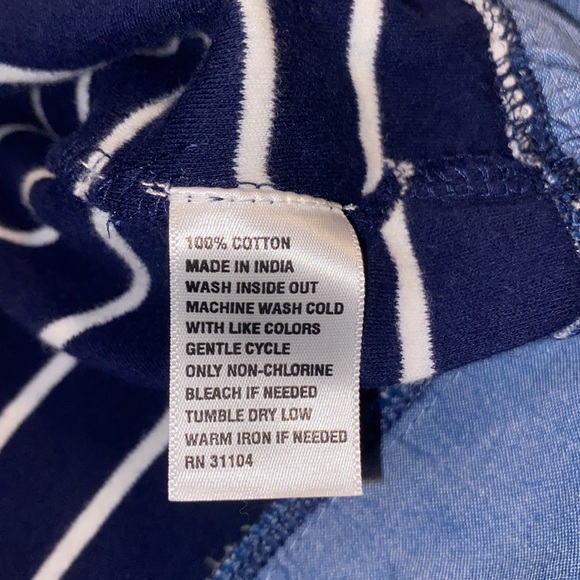 100% COTTON
MADE IN INDIA
WASH INSIDE OUT
MACHINE WASH COLD
WITH LIKE COLORS
GENTLE CYCLE
ONLY NON-CHLORINE
BLEACH IF NEEDED
TUMBLE DRY LOW
WARM IRON IF NEEDED
RN 31104